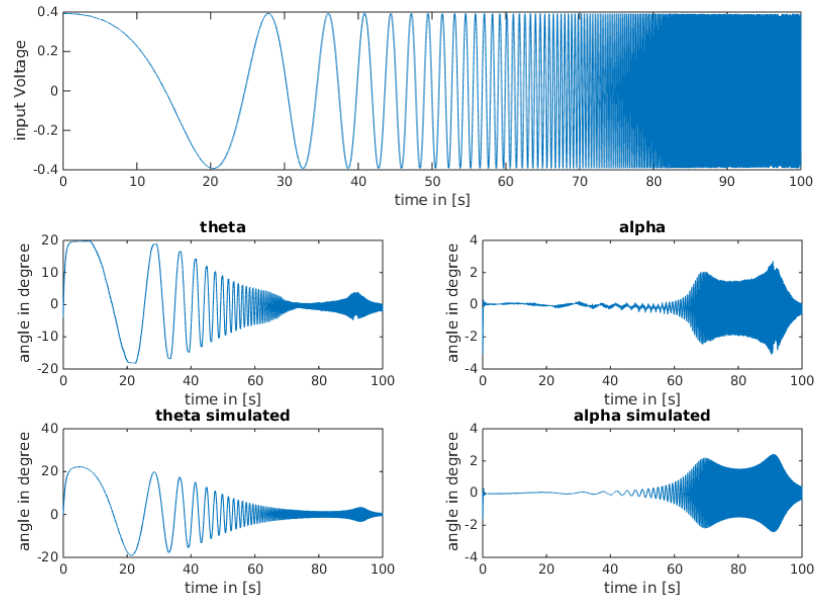 0.4
0.2
0
-0.2
-0.4
input Voltage
0 10 20 30 40 50 60 70 80 90 100
time in [s]
theta
20
10
0
-10
-20
angle in degree
0 20 40 60 80 100
time in [s]
alpha
4
2
0
-2
-4
angle in degree
0 20 40 60 80 100
time in [s]
theta simulated
40
20
0
-20
angle in degree
0 20 40 60 80 100
time in [s]
alpha simulated
4
2
0
-2
-4
angle in degree
0 20 40 60 80 100
time in [s]